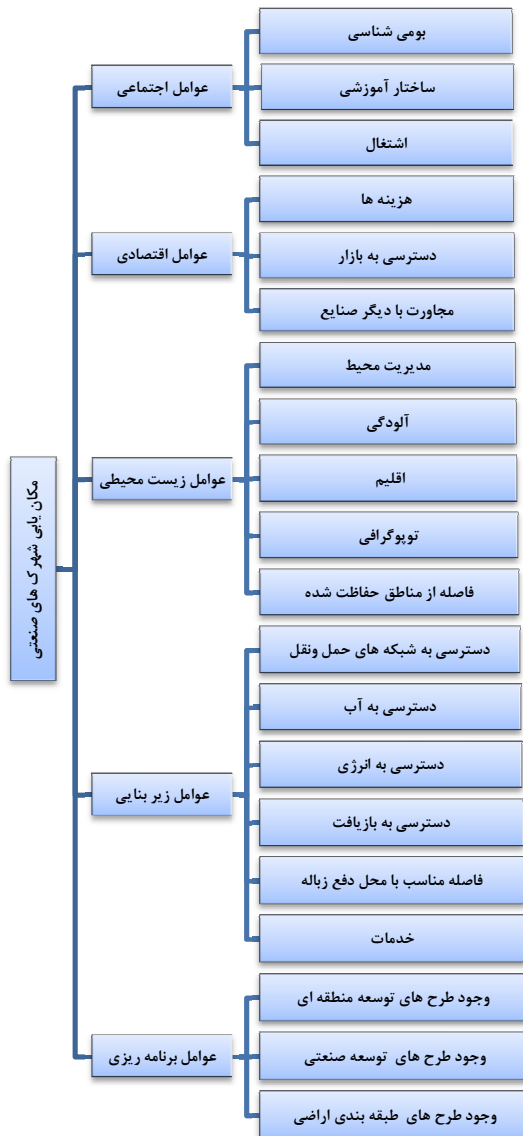 مکان یابی شهرک های صنعتی
عوامل اجتماعی
بومی شناسی
ساختار آموزشی
اشتغال
عوامل اقتصادی
هزینه ها
دسترسی به بازار
مجاورت با دیگر صنایع
عوامل زیست محیطی
مدیریت محیط
آلودگی
اقلیم
توپوگرافی
فاصله از مناطق حفاظت شده
عوامل زیر بنایی
دسترسی به شبکه های حمل ونقل
دسترسی به آب
دسترسی به انرژی
دسترسی به بازیافت
فاصله مناسب با محل دفع زباله
خدمات
عوامل برنامه ریزی
وجود طرح های توسعه منطقه ای
وجود طرح های توسعه صنعتی
وجود طرح های طبقه بندی اراضی